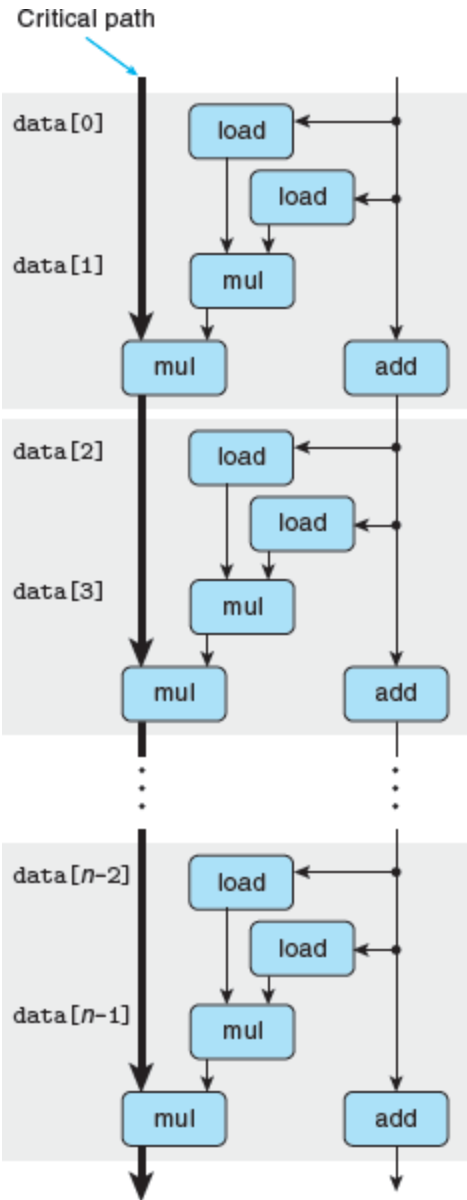 Critical path
data[0]
load
load
data[1]
mul
mul
add
data[2]
load
load
data[3]
mul
mul
add
data[n-2]
load
load
data[n-1]
mul
mul
add